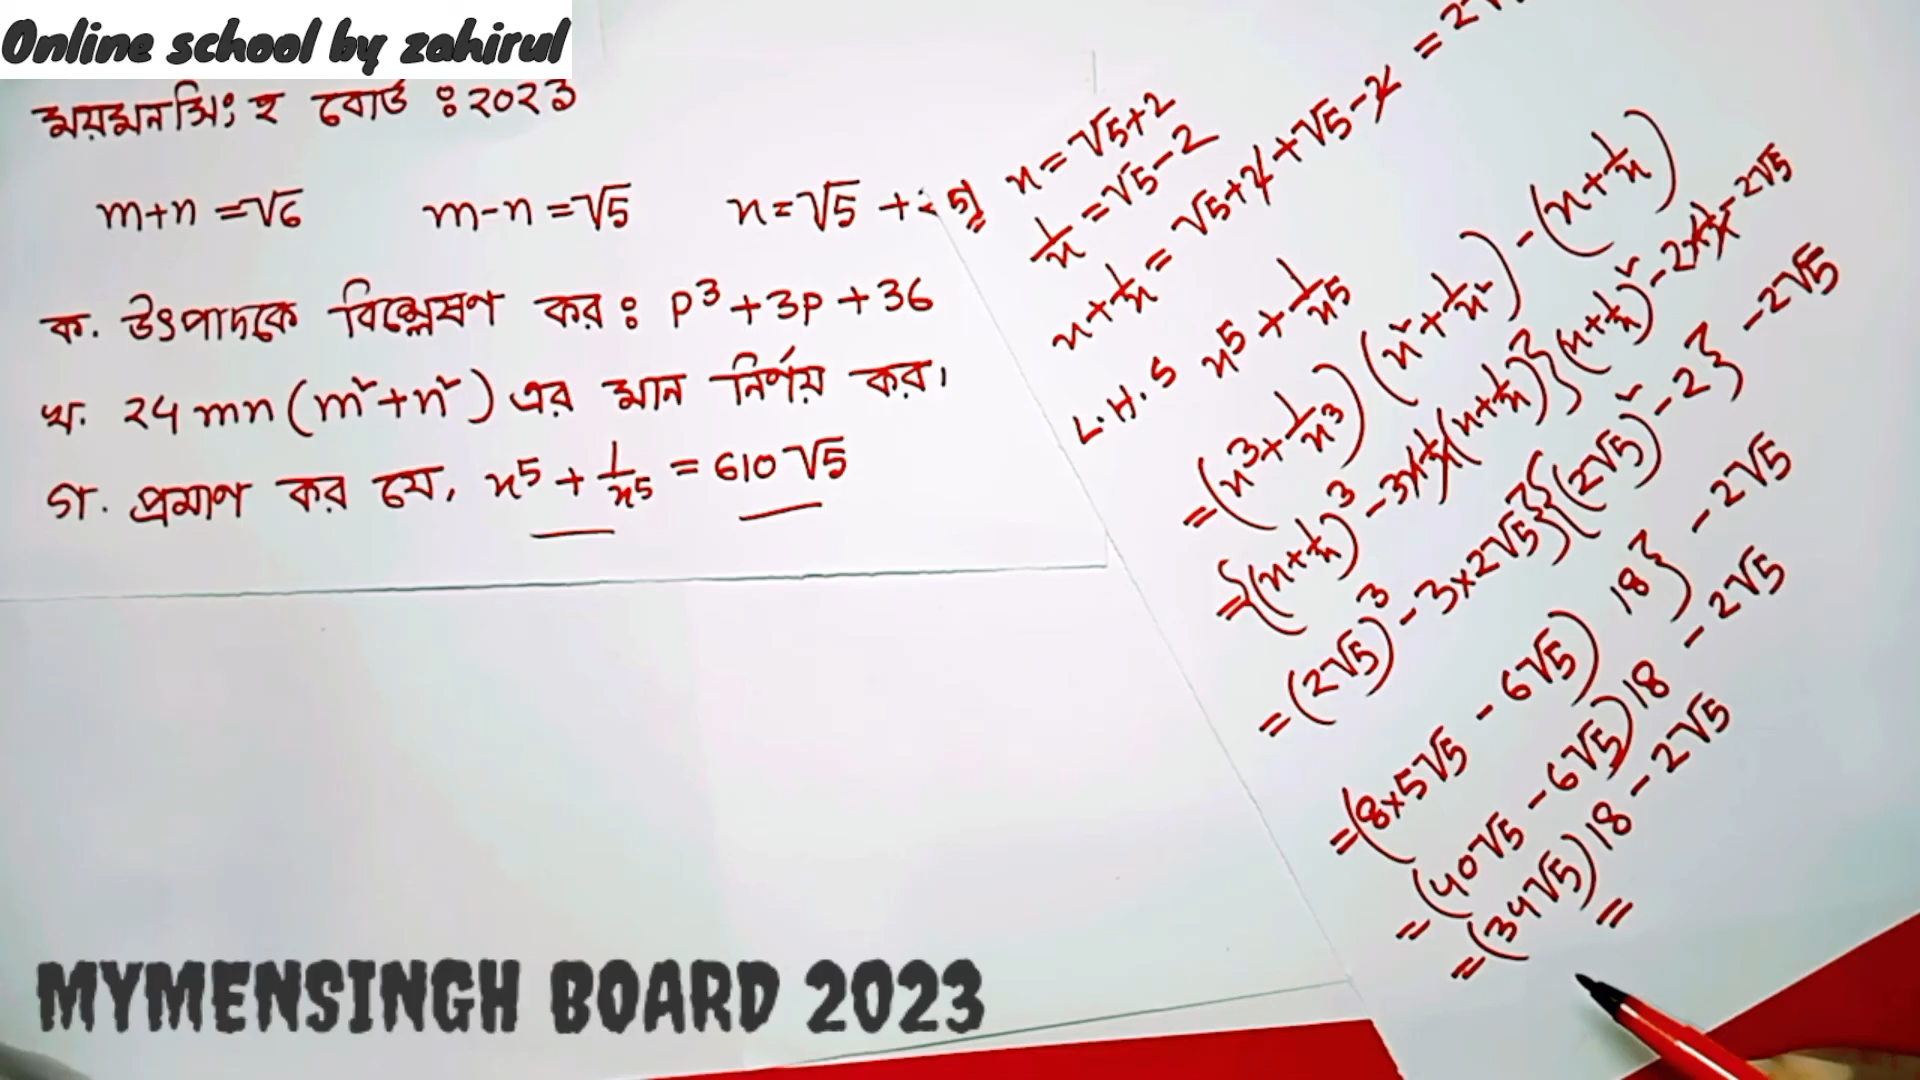 Online school by zahirul
ময়মনসিংহ বোর্ড ঃ ২০২৩
m+n =√6 m-n =√5 x=√5 +2
ক. উৎপাদকে বিশ্লেষণ কর ঃ p³+3p+36
খ. 24 mn (m²+n²) এর মান নির্ণয় কর।
গ. প্রমাণ কর যে, x⁵ + 1/x⁵ = 610√5
গ) x=√5+2
1/x = √5-2
x+1/x = √5+2+√5-2 = 2√
L.H.S x⁵ + 1/x⁵
= (x³+1/x³) (x²+1/x²) - (x+1/x)
= {(x+1/x)³ - 3x·1/x(x+1/x)}{(x+1/x)² - 2x·1/x} - 2√5
= (2√5)³ - 3×2√5}{(2√5)² - 2} - 2√5
= (8×5√5 - 6√5) 18} - 2√5
= (40√5 - 6√5) 18 - 2√5
= (34√5) 18 - 2√5
=
MYMENSINGH BOARD 2023